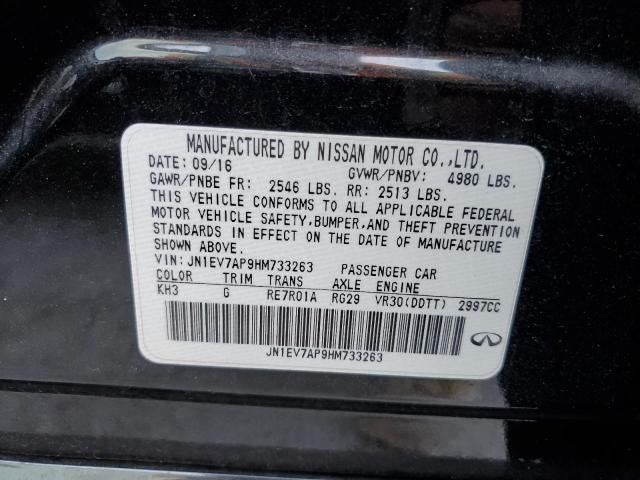 MANUFACTURED BY NISSAN MOTOR CO.,LTD.
DATE: 09/16 GVWR/PNBV: 4980 LBS.
GAWR/PNBE FR: 2546 LBS. RR: 2513 LBS.
THIS VEHICLE CONFORMS TO ALL APPLICABLE FEDERAL
MOTOR VEHICLE SAFETY,BUMPER,AND THEFT PREVENTION
STANDARDS IN EFFECT ON THE DATE OF MANUFACTURE
SHOWN ABOVE.
VIN: JN1EV7AP9HM733263 PASSENGER CAR
COLOR TRIM TRANS AXLE ENGINE
KH3 G RE7R01A RG29 VR30(DDTT) 2997CC
JN1EV7AP9HM733263